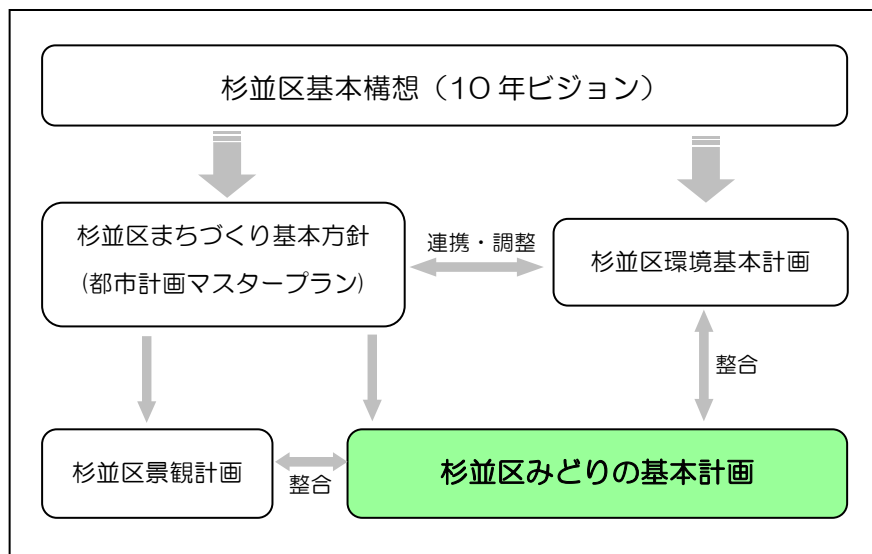 杉並区基本構想（10 年ビジョン）
杉並区まちづくり基本方針
(都市計画マスタープラン)
連携・調整
杉並区環境基本計画
整合
杉並区景観計画
整合
杉並区みどりの基本計画